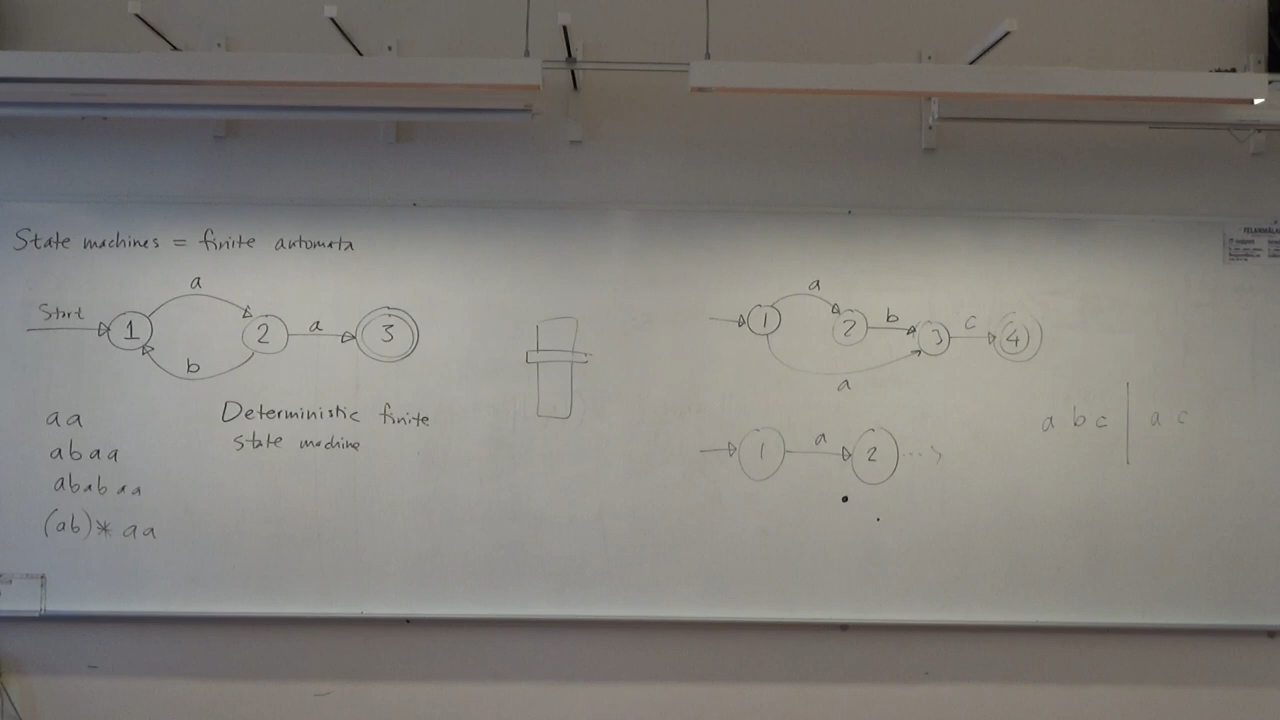 State machines = finite automata
Start
1
a
2
a
3
b
aa
abaa
ababaa
(ab)* aa
Deterministic finite
state machine
1
a
2
b
3
c
4
a
1
a
2
abc | ac
FELANMÄLA